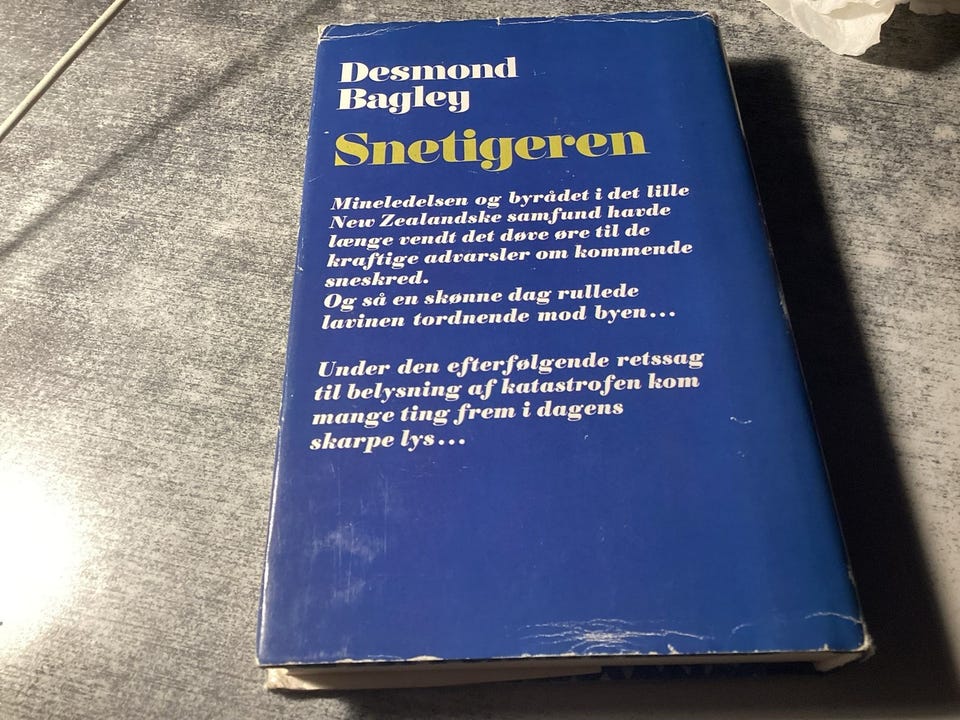 Desmond
Bagley
Snetigeren
Mineledelsen og byrådet i det lille
New Zealandske samfund havde
længe vendt det døve øre til de
kraftige advarsler om kommende
sneskred.
Og så en skønne dag rullede
lavinen tordnende mod byen...
Under den efterfølgende retssag
til belysning af katastrofen kom
mange ting frem i dagens
skarpe lys...